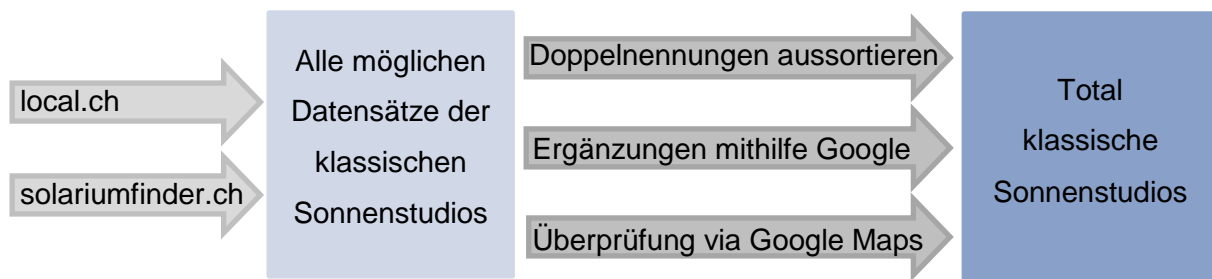 local.ch
solariumfinder.ch
Alle möglichen
Datensätze der
klassischen
Sonnenstudios
Doppelnennungen aussortieren
Ergänzungen mithilfe Google
Überprüfung via Google Maps
Total
klassische
Sonnenstudios